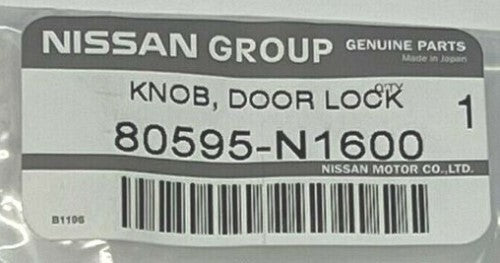 NISSAN GROUP GENUINE PARTS
Made in Japan
KNOB, DOOR LOCK
QTY
1
80595-N1600
NISSAN MOTOR CO.,LTD.
B1196